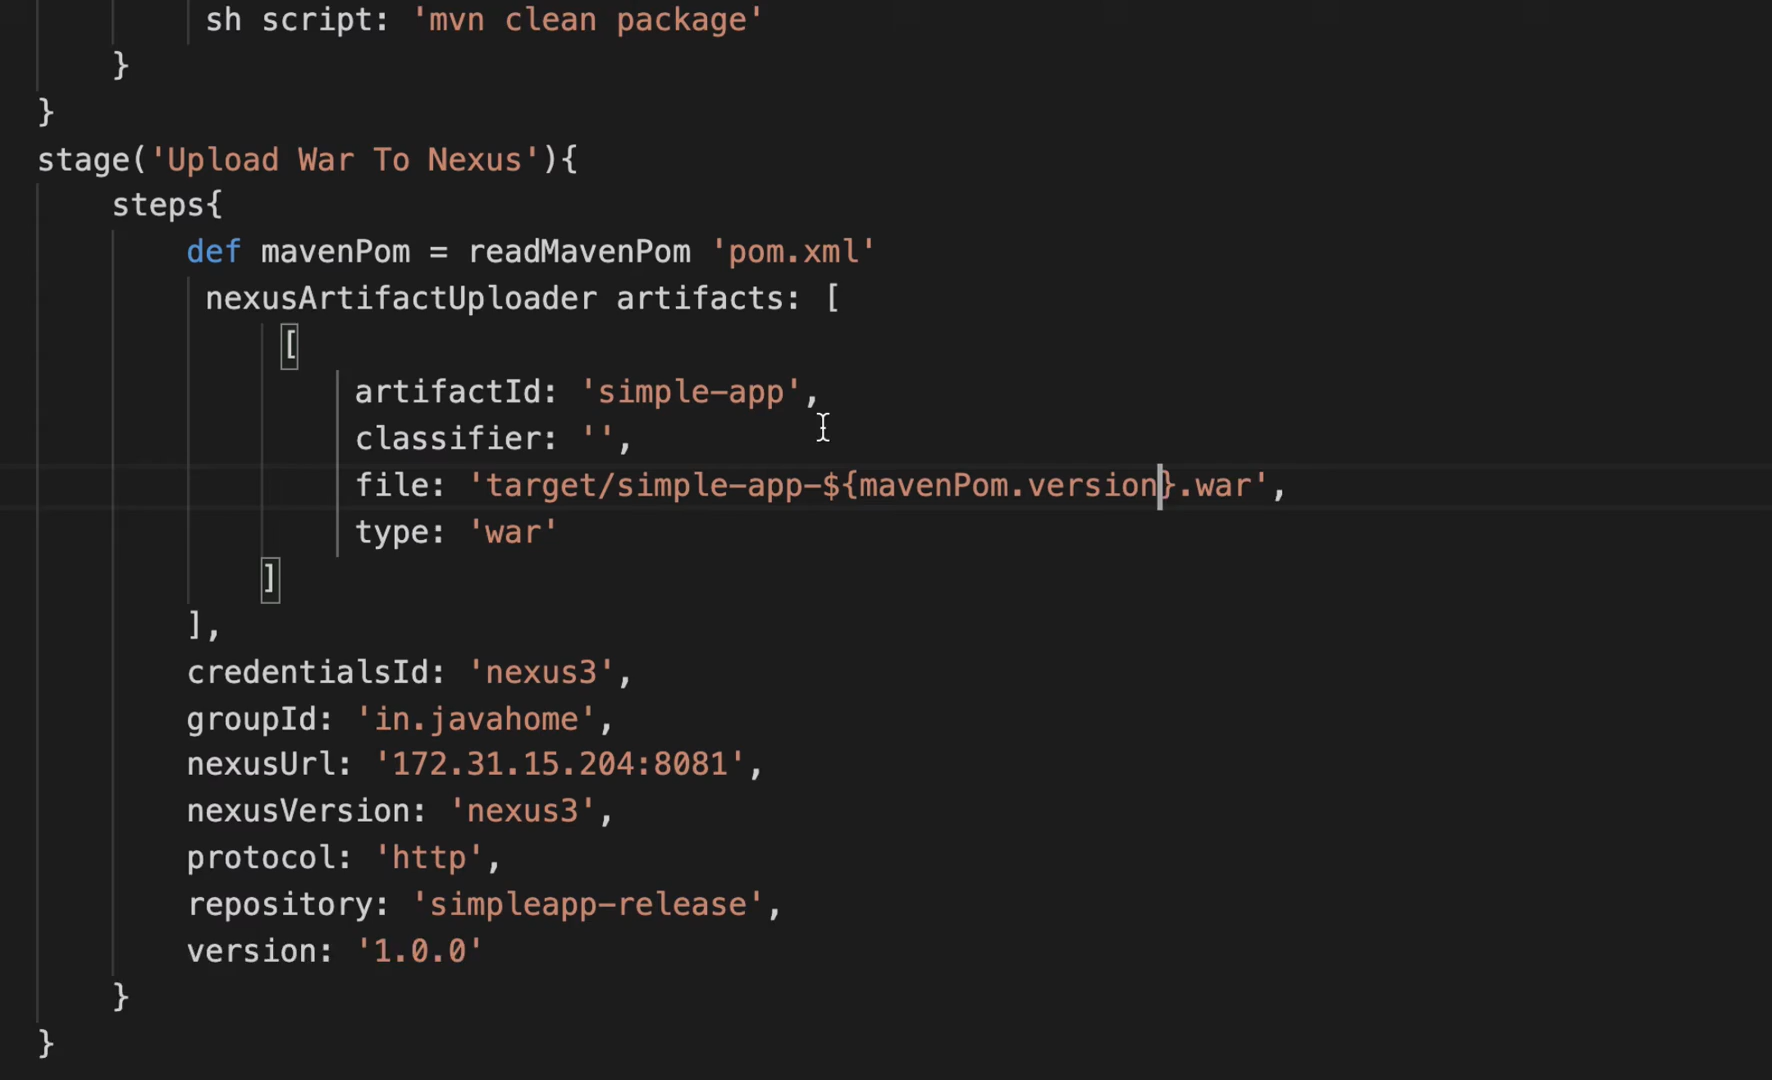 sh script: 'mvn clean package'
}
}
stage('Upload War To Nexus'){
steps{
def mavenPom = readMavenPom 'pom.xml'
nexusArtifactUploader artifacts: [
[
artifactId: 'simple-app',
classifier: '',
file: 'target/simple-app-${mavenPom.version}.war',
type: 'war'
]
],
credentialsId: 'nexus3',
groupId: 'in.javahome',
nexusUrl: '172.31.15.204:8081',
nexusVersion: 'nexus3',
protocol: 'http',
repository: 'simpleapp-release',
version: '1.0.0'
}
}